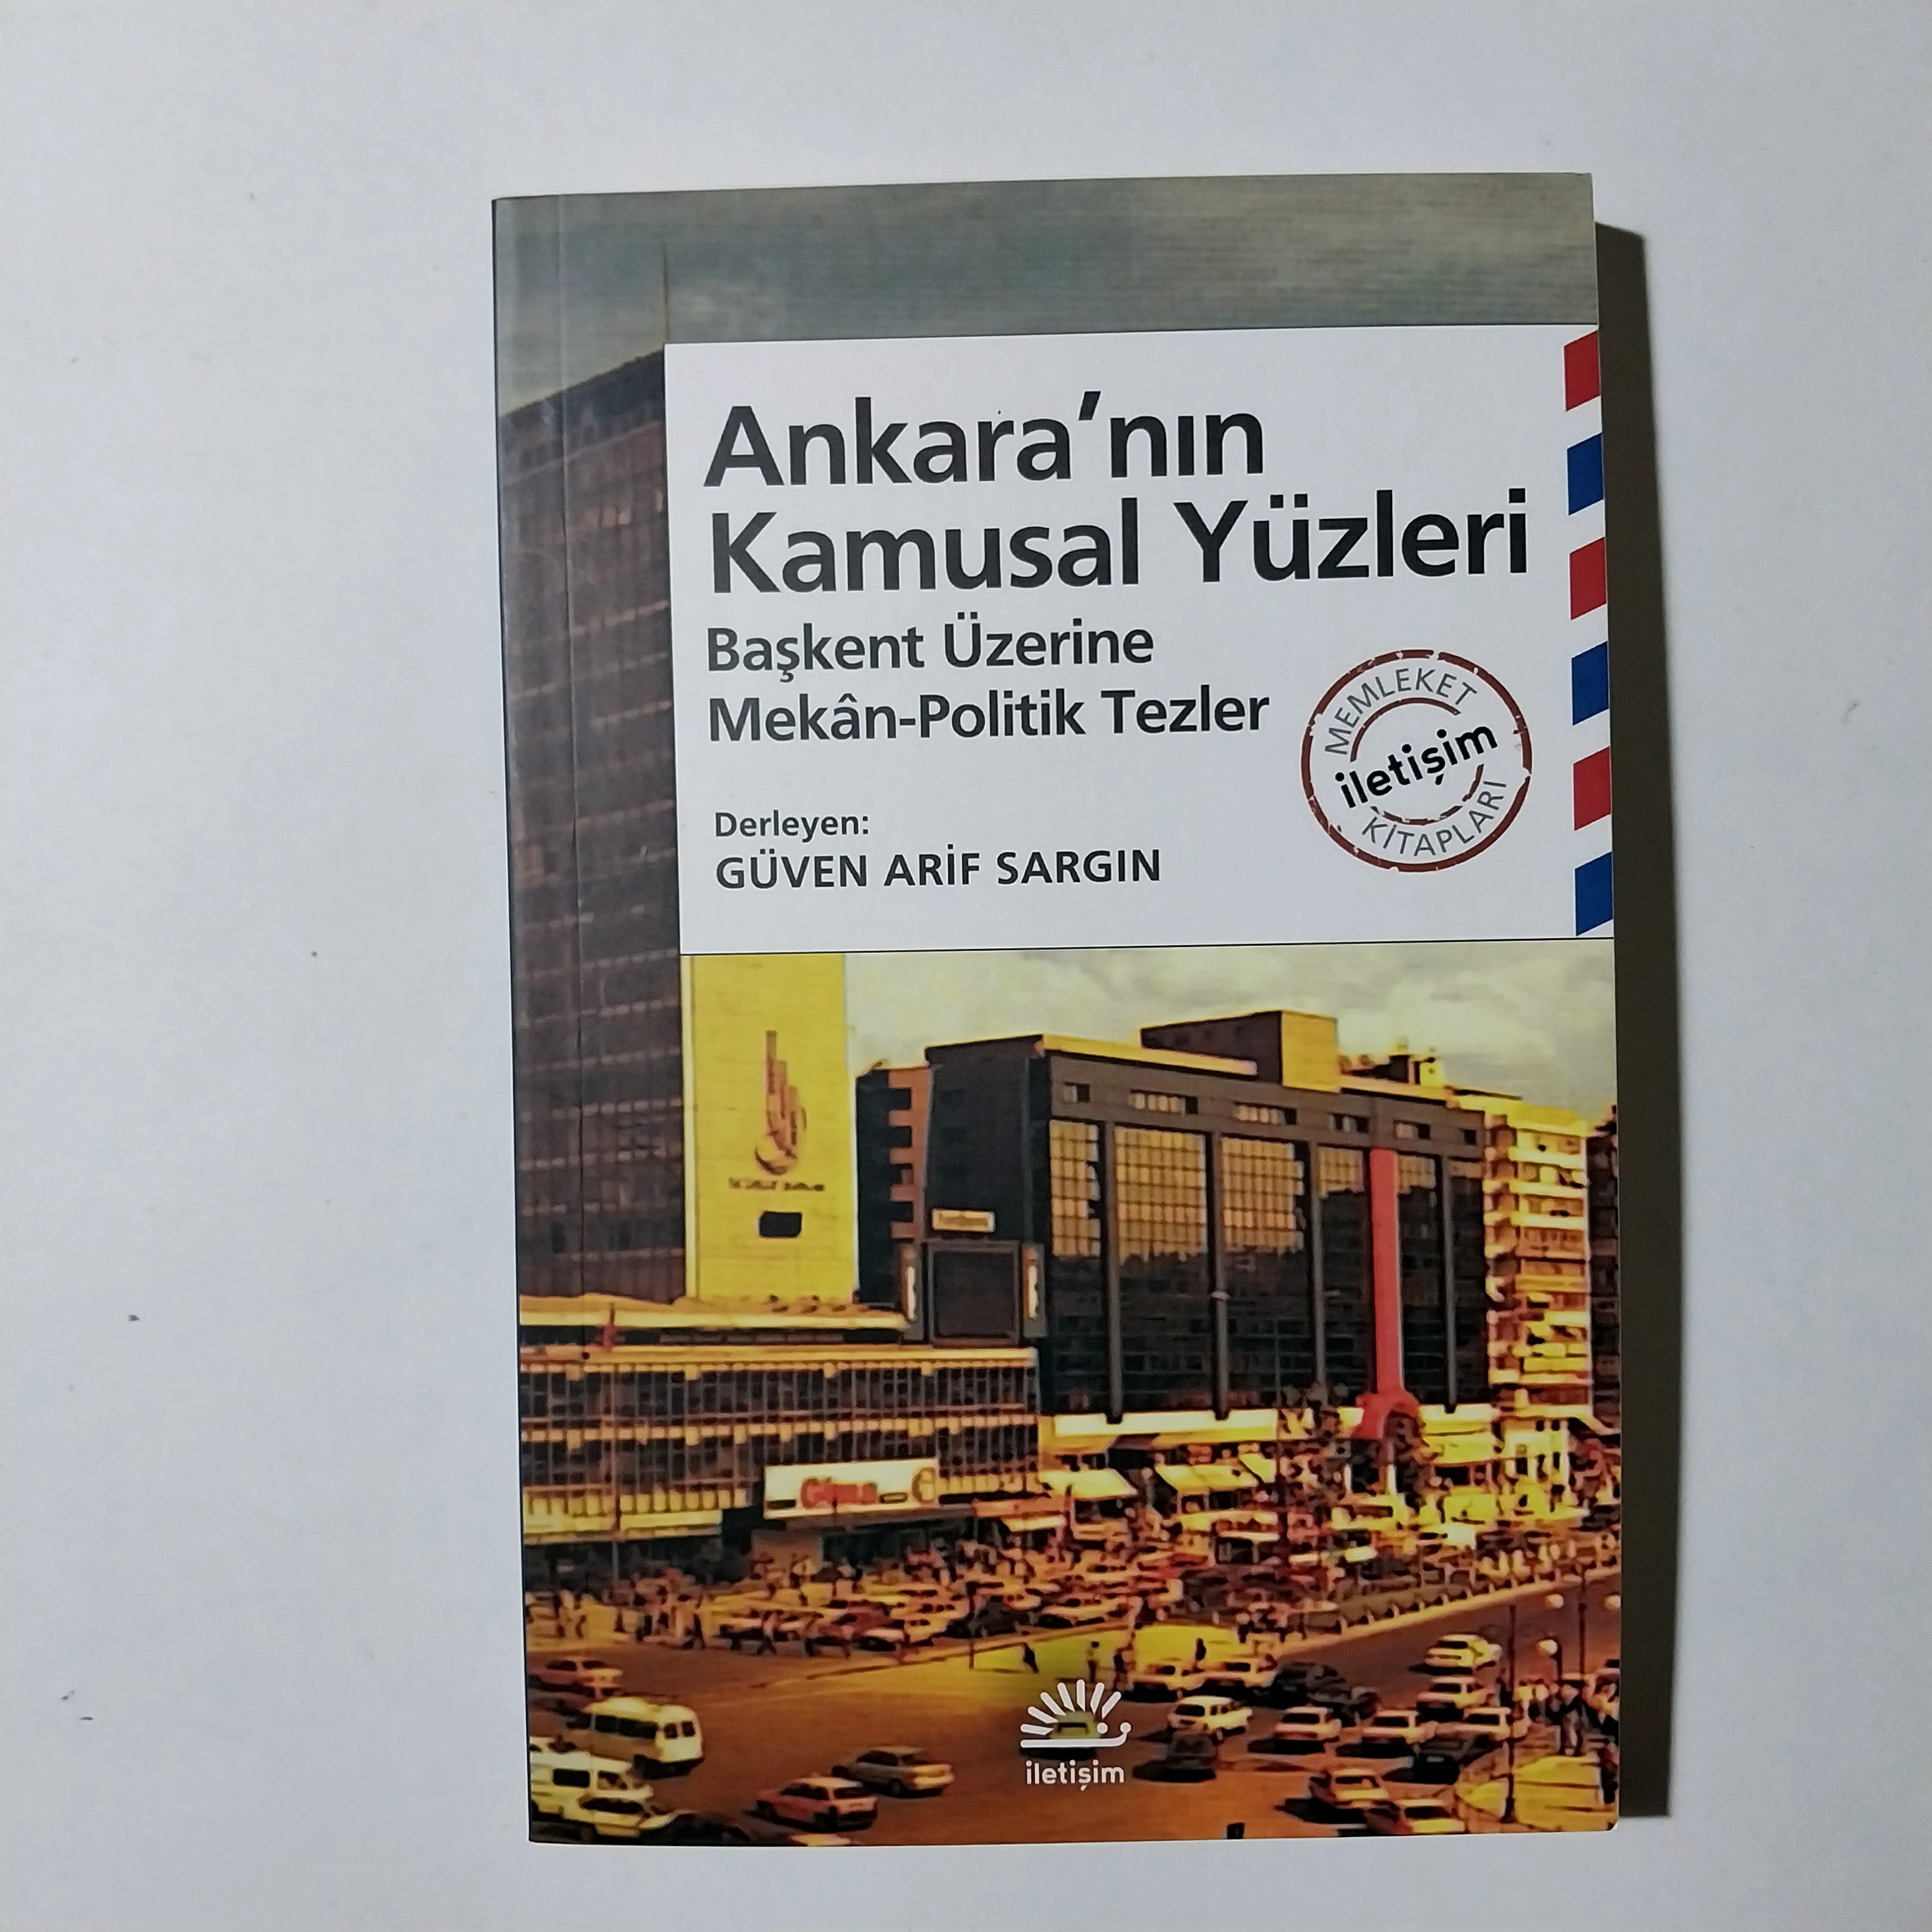 Ankara'nın
Kamusal Yüzleri
Başkent Üzerine
Mekân-Politik Tezler
MEMLEKET
iletişim
KİTAPLARI
Derleyen:
GÜVEN ARİF SARGIN
iletişim